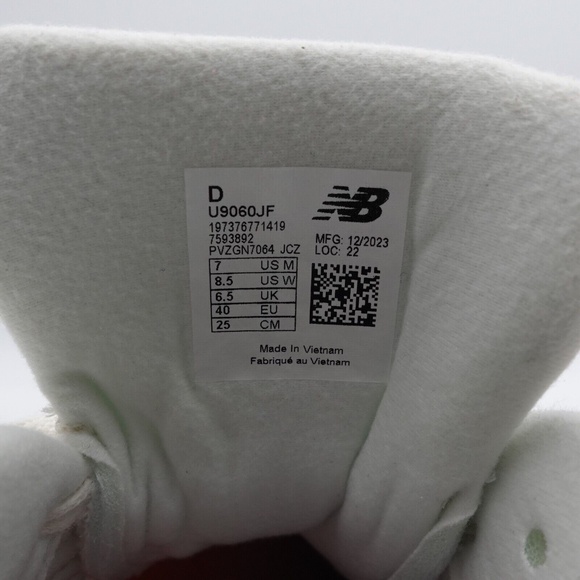 D
U9060JF
NB
197376771419
7593892
PVZGN7064 JCZ
MFG: 12/2023
LOC: 22
7 US M
8.5 US W
6.5 UK
40 EU
25 CM
Made In Vietnam
Fabriqué au Vietnam